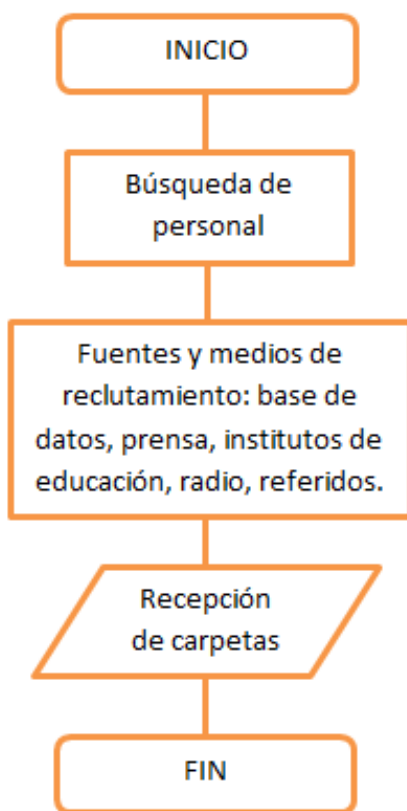 INICIO
Búsqueda de
personal
Fuentes y medios de
reclutamiento: base de
datos, prensa, institutos de
educación, radio, referidos.
Recepción
de carpetas
FIN